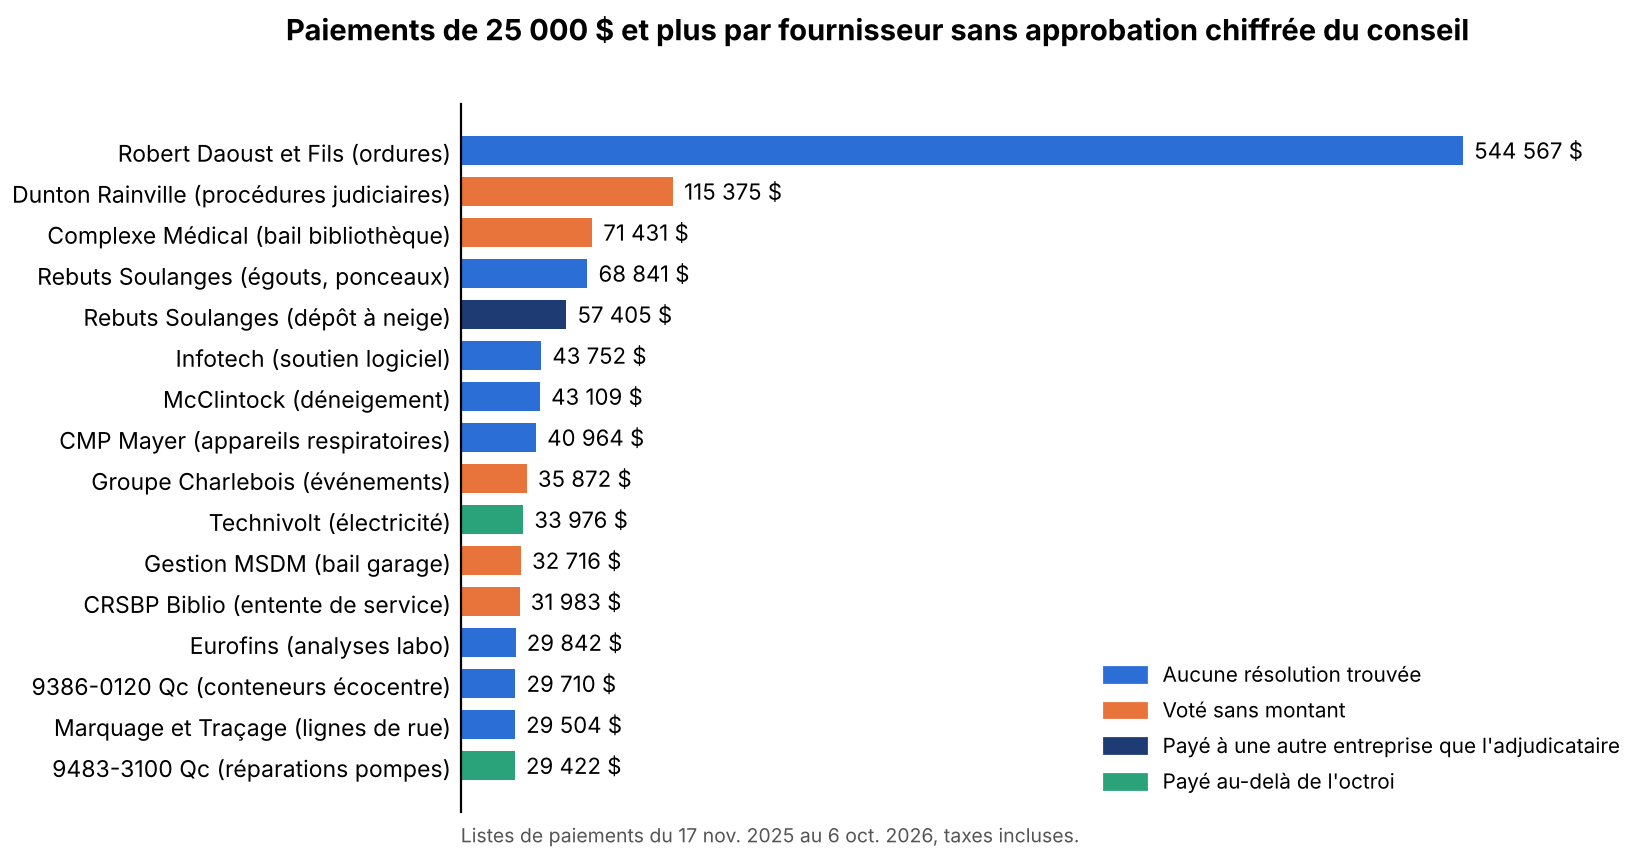 Paiements de 25 000 $ et plus par fournisseur sans approbation chiffrée du conseil
Robert Daoust et Fils (ordures) 544 567 $
Dunton Rainville (procédures judiciaires) 115 375 $
Complexe Médical (bail bibliothèque) 71 431 $
Rebuts Soulanges (égouts, ponceaux) 68 841 $
Rebuts Soulanges (dépôt à neige) 57 405 $
Infotech (soutien logiciel) 43 752 $
McClintock (déneigement) 43 109 $
CMP Mayer (appareils respiratoires) 40 964 $
Groupe Charlebois (événements) 35 872 $
Technivolt (électricité) 33 976 $
Gestion MSDM (bail garage) 32 716 $
CRSBP Biblio (entente de service) 31 983 $
Eurofins (analyses labo) 29 842 $
9386-0120 Qc (conteneurs écocentre) 29 710 $
Marquage et Traçage (lignes de rue) 29 504 $
9483-3100 Qc (réparations pompes) 29 422 $
Aucune résolution trouvée
Voté sans montant
Payé à une autre entreprise que l'adjudicataire
Payé au-delà de l'octroi
Listes de paiements du 17 nov. 2025 au 6 oct. 2026, taxes incluses.